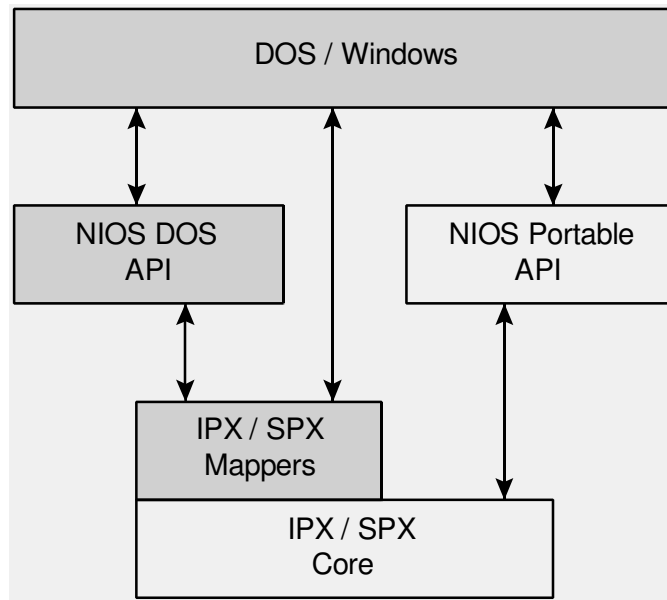 DOS / Windows
NIOS DOS
API
NIOS Portable
API
IPX / SPX
Mappers
IPX / SPX
Core